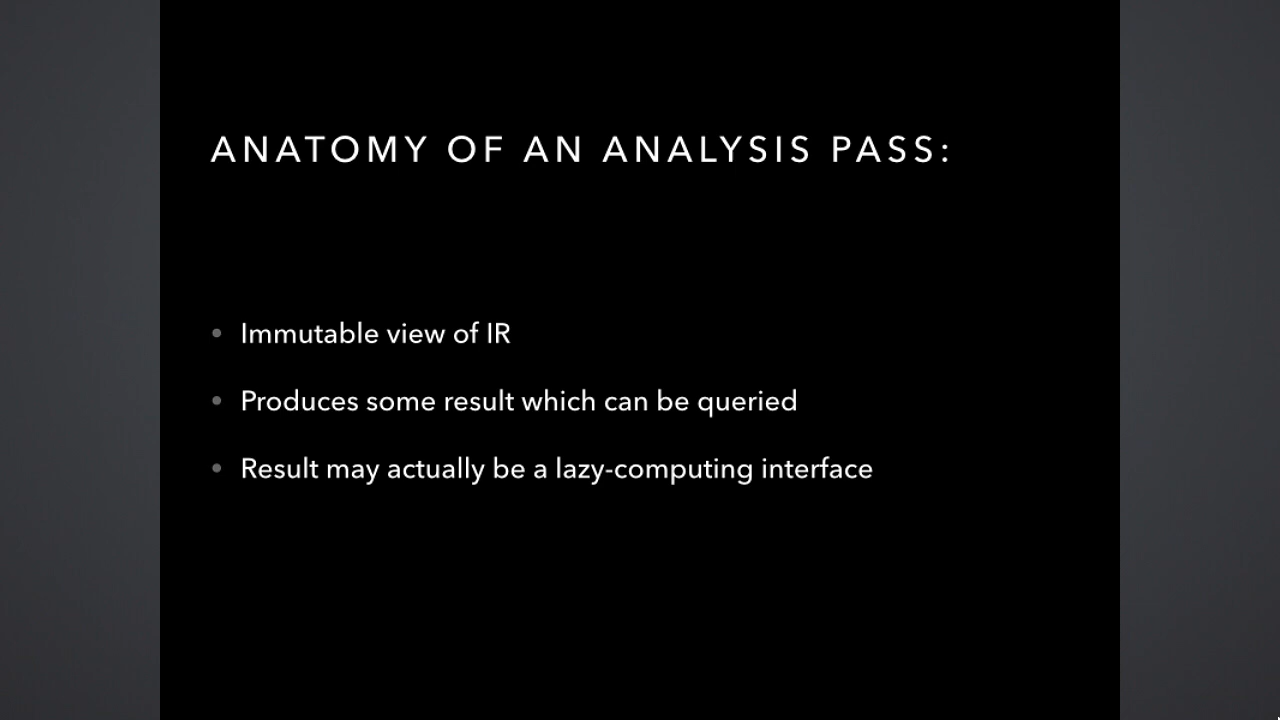 ANATOMY OF AN ANALYSIS PASS:
• Immutable view of IR
• Produces some result which can be queried
• Result may actually be a lazy-computing interface